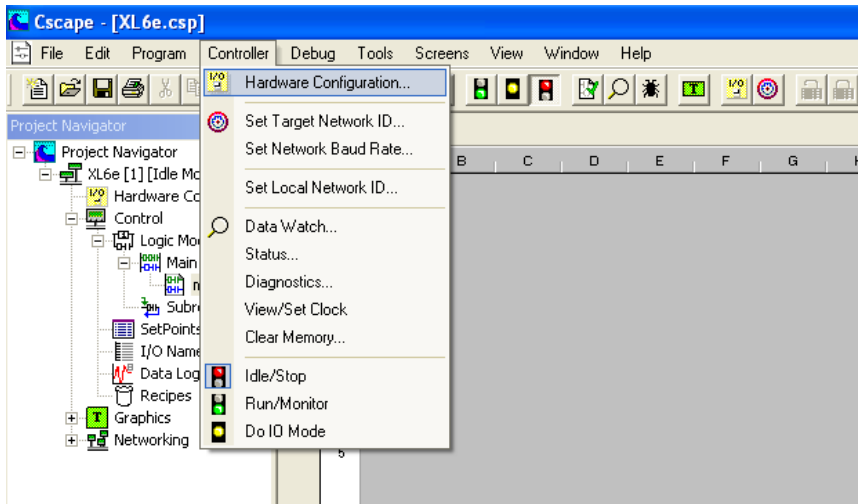 Cscape - [XL6e.csp]
File Edit Program Controller Debug Tools Screens View Window Help
Project Navigator
Project Navigator
XL6e [1] [Idle Mo
Hardware Co
Control
Logic Mo
Main
Subro
SetPoints
I/O Name
Data Log
Recipes
T Graphics
Networking
I/O Hardware Configuration...
Set Target Network ID...
Set Network Baud Rate...
Set Local Network ID...
Data Watch...
Status...
Diagnostics...
View/Set Clock
Clear Memory...
Idle/Stop
Run/Monitor
Do IO Mode
T I/O
B C D E F G
5